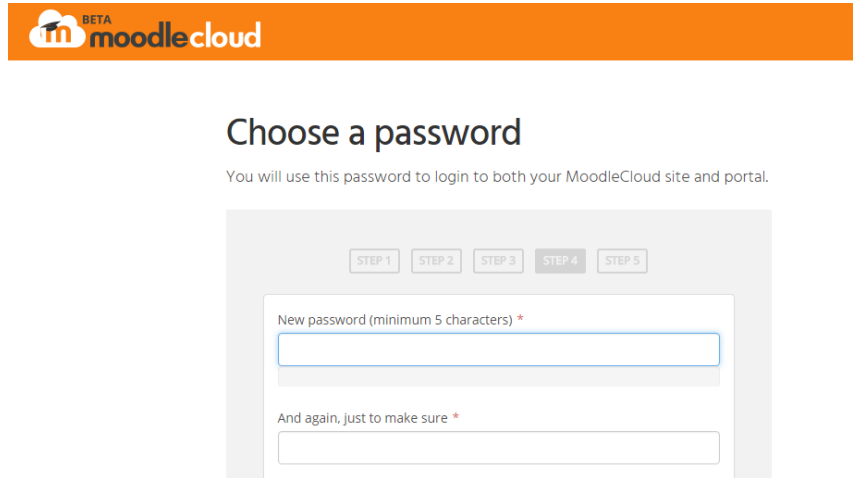 BETA
moodlecloud
Choose a password
You will use this password to login to both your MoodleCloud site and portal.
STEP 1 STEP 2 STEP 3 STEP 4 STEP 5
New password (minimum 5 characters) *
And again, just to make sure *